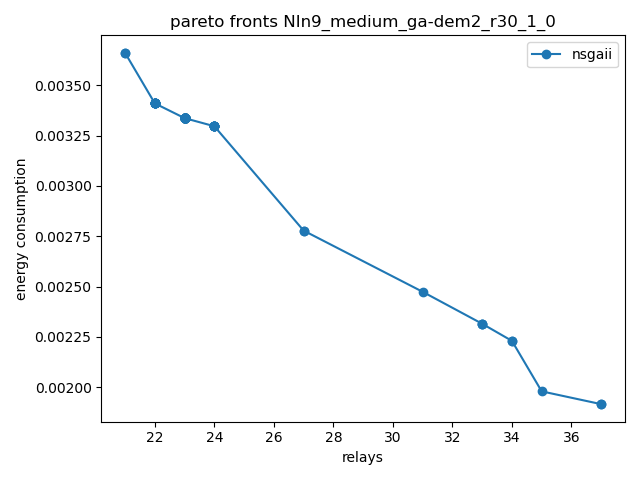 pareto fronts NIn9_medium_ga-dem2_r30_1_0
nsgaii
0.00350
0.00325
0.00300
0.00275
0.00250
0.00225
0.00200
energy consumption
22 24 26 28 30 32 34 36
relays